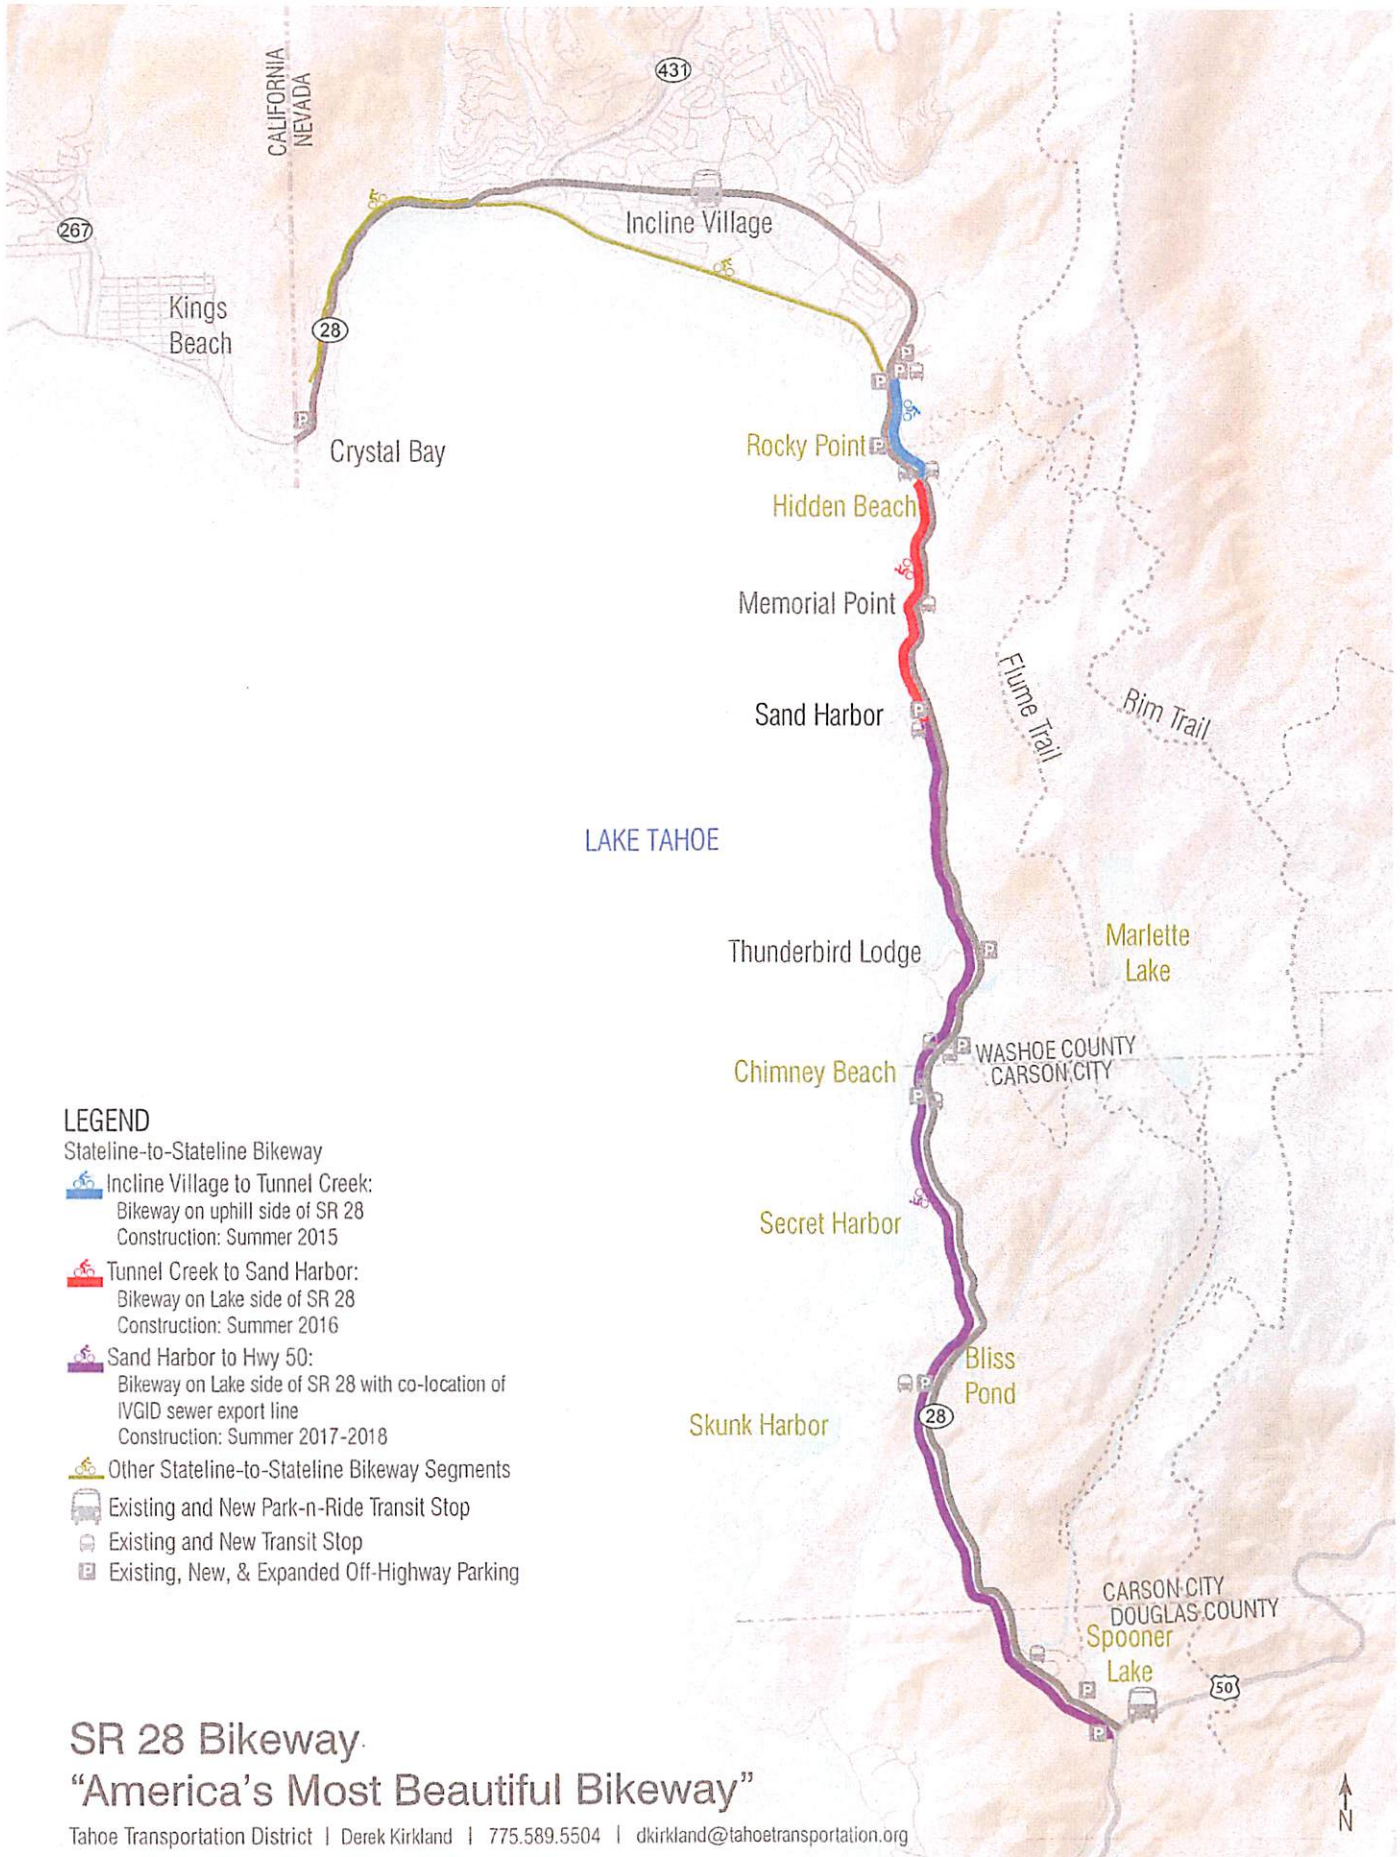 431
CALIFORNIA
NEVADA
267
Incline Village
Kings
Beach
28
P
P
P
P
Crystal Bay
Rocky Point
P
Hidden Beach
Memorial Point
Flume Trail
Rim Trail
Sand Harbor
P
LAKE TAHOE
Thunderbird Lodge
P
Marlette
Lake
P
WASHOE COUNTY
CARSON CITY
Chimney Beach
P
Secret Harbor
Bliss
Pond
P
28
Skunk Harbor
LEGEND
Stateline-to-Stateline Bikeway
Incline Village to Tunnel Creek:
Bikeway on uphill side of SR 28
Construction: Summer 2015
Tunnel Creek to Sand Harbor:
Bikeway on Lake side of SR 28
Construction: Summer 2016
Sand Harbor to Hwy 50:
Bikeway on Lake side of SR 28 with co-location of
IVGID sewer export line
Construction: Summer 2017-2018
Other Stateline-to-Stateline Bikeway Segments
Existing and New Park-n-Ride Transit Stop
Existing and New Transit Stop
P Existing, New, & Expanded Off-Highway Parking
CARSON CITY
DOUGLAS COUNTY
Spooner
Lake
P
50
P
SR 28 Bikeway
"America's Most Beautiful Bikeway"
Tahoe Transportation District | Derek Kirkland | 775.589.5504 | dkirkland@tahoetransportation.org
N